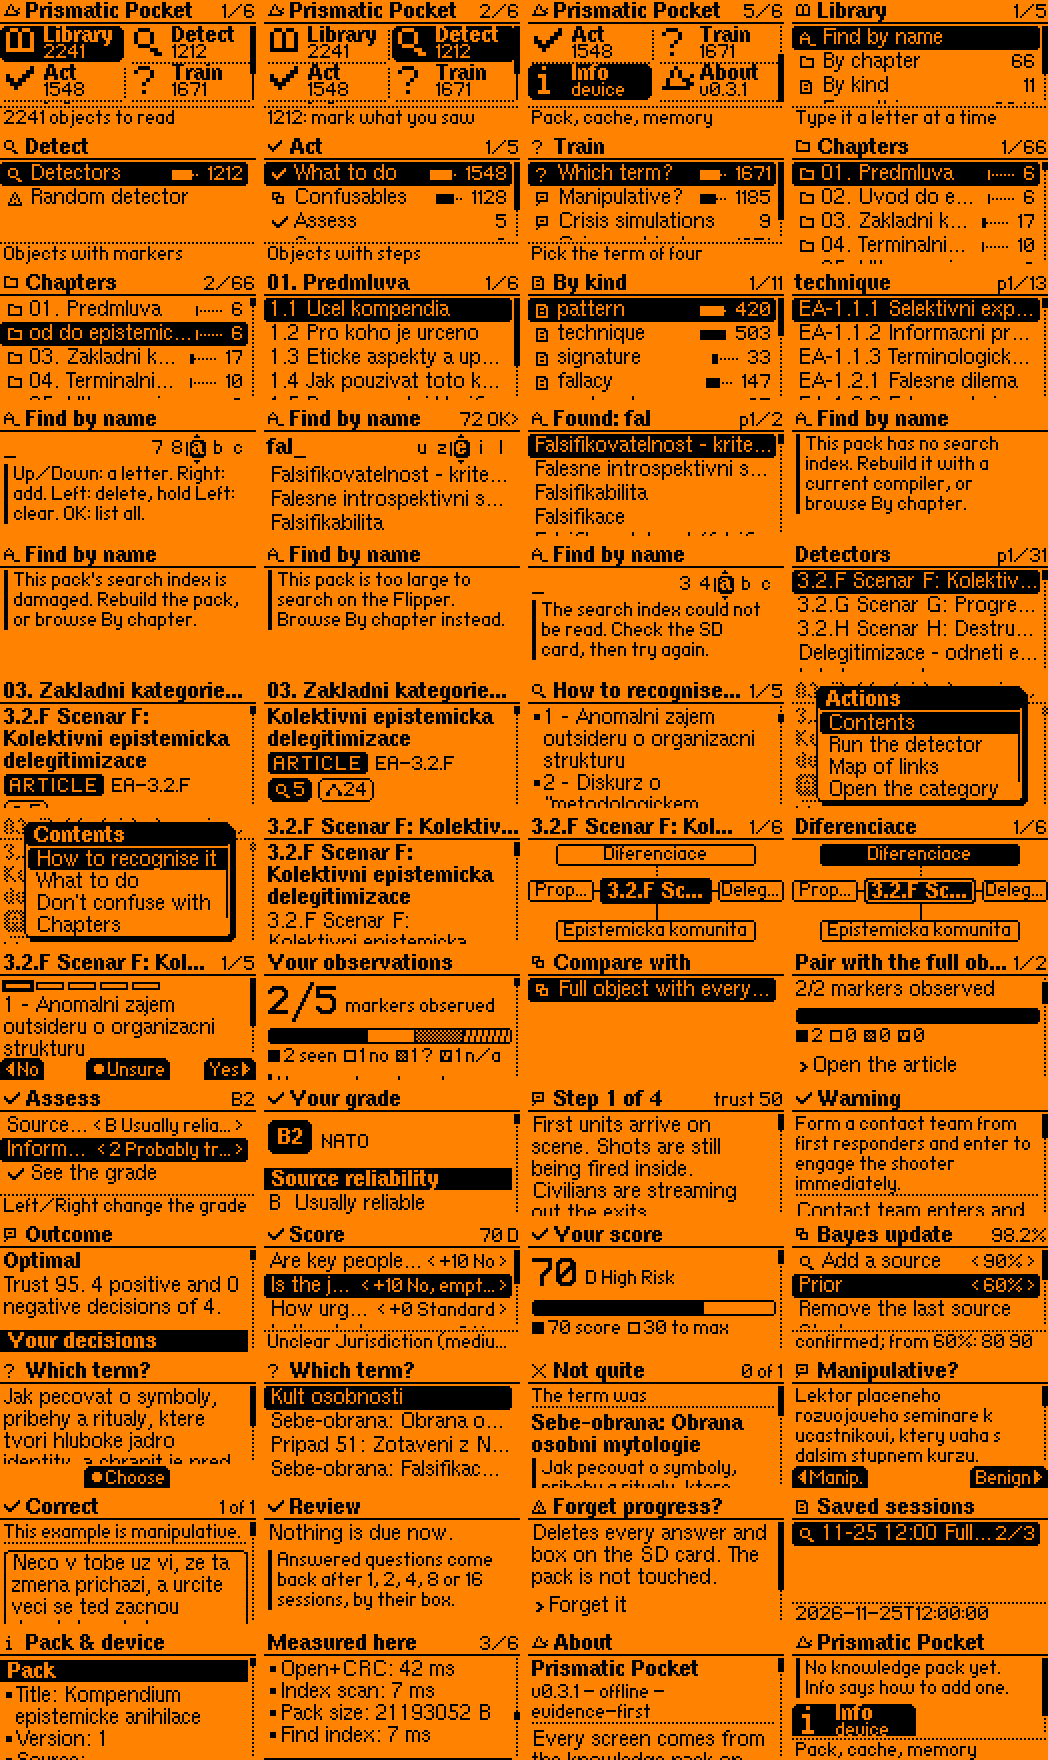 Prismatic Pocket 1/6
Library
2241
Detect
1212
Act
1548
Train
1671
2241 objects to read
Prismatic Pocket 2/6
Library
2241
Detect
1212
Act
1548
Train
1671
1212: mark what you saw
Prismatic Pocket 5/6
Act
1548
Train
1671
Info
device
About
v0.3.1
Pack, cache, memory
Library 1/5
Find by name
By chapter 66
By kind 11
Type it a letter at a time
Detect
Detectors 1212
Random detector
Objects with markers
Act 1/5
What to do 1548
Confusables 1128
Assess 5
Objects with steps
Train
Which term? 1671
Manipulative? 1185
Crisis simulations 9
Pick the term of four
Chapters 1/66
01. Predmluva 6
02. Uvod do e... 6
03. Zakladni k... 17
04. Terminalni... 10
Chapters 2/66
01. Predmluva 6
od do epistemic... 6
03. Zakladni k... 17
04. Terminalni... 10
01. Predmluva 1/6
1.1 Ucel kompendia
1.2 Pro koho je urceno
1.3 Eticke aspekty a up...
1.4 Jak pouzivat toto k...
By kind 1/11
pattern 420
technique 503
signature 33
fallacy 147
technique p1/13
EA-1.1.1 Selektivni exp...
EA-1.1.2 Informacni pr...
EA-1.1.3 Terminologick...
EA-1.2.1 Falesne dilema
Find by name
_ 7 8 a b c
Up/Down: a letter. Right:
add. Left: delete, hold Left:
clear. OK: list all.
Find by name 72 OK>
fal_ u z e i l
Falsifikovatelnost - krite...
Falesne introspektivni s...
Falsifikabilita
Found: fal p1/2
Falsifikovatelnost - krite...
Falesne introspektivni s...
Falsifikabilita
Falsifikace
Find by name
This pack has no search
index. Rebuild it with a
current compiler, or
browse By chapter.
Find by name
This pack's search index is
damaged. Rebuild the pack,
or browse By chapter.
Find by name
This pack is too large to
search on the Flipper.
Browse By chapter instead.
Find by name
_ 3 4 a b c
The search index could not
be read. Check the SD
card, then try again.
Detectors p1/31
3.2.F Scenar F: Kolektiv...
3.2.G Scenar G: Progre...
3.2.H Scenar H: Destru...
Delegitimizace - odneti e...
03. Zakladni kategorie...
3.2.F Scenar F:
Kolektivni epistemicka
delegitimizace
ARTICLE EA-3.2.F
03. Zakladni kategorie...
Kolektivni epistemicka
delegitimizace
ARTICLE EA-3.2.F
5 24
How to recognise... 1/5
1 - Anomalni zajem
outsideru o organizacni
strukturu
2 - Diskurz o
"metodologickem
Actions
Contents
Run the detector
Map of links
Open the category
Contents
How to recognise it
What to do
Don't confuse with
Chapters
3.2.F Scenar F: Kolektiv...
3.2.F Scenar F:
Kolektivni epistemicka
delegitimizace
3.2.F Scenar F:
Kolektivni epistemicka
3.2.F Scenar F: Kol... 1/6
Diferenciace
Prop... 3.2.F Sc... Deleg...
Epistemicka komunita
Diferenciace 1/6
Diferenciace
Prop... 3.2.F Sc... Deleg...
Epistemicka komunita
3.2.F Scenar F: Kol... 1/5
1 - Anomalni zajem
outsideru o organizacni
strukturu
No Unsure Yes
Your observations
2/5 markers observed
2 seen 1 no 1? 1 n/a
Compare with
Full object with every...
Pair with the full ob... 1/2
2/2 markers observed
2 0 0 0
> Open the article
Assess B2
Source... < B Usually relia... >
Inform... < 2 Probably tr... >
See the grade
Left/Right change the grade
Your grade
B2 NATO
Source reliability
B Usually reliable
Step 1 of 4 trust 50
First units arrive on
scene. Shots are still
being fired inside.
Civilians are streaming
out the exits
Warning
Form a contact team from
first responders and enter to
engage the shooter
immediately.
Contact team enters and
Outcome
Optimal
Trust 95. 4 positive and 0
negative decisions of 4.
Your decisions
Score 70 D
Are key people... < +10 No >
Is the j... < +10 No, empt... >
How urg... < +0 Standard >
Unclear Jurisdiction (mediu...
Your score
70 D High Risk
70 score 30 to max
Bayes update 98.2%
Add a source < 90% >
Prior < 60% >
Remove the last source
confirmed; from 60%: 80 90
Which term?
Jak pecovat o symboly,
pribehy a ritualy, ktere
tvori hluboke jadro
identity, a chranit je pred
Choose
Which term?
Kult osobnosti
Sebe-obrana: Obrana o...
Pripad 51: Zotaveni z N...
Sebe-obrana: Falsifikac...
Not quite 0 of 1
The term was
Sebe-obrana: Obrana
osobni mytologie
Jak pecovat o symboly,
pribehy a ritualy, ktere
Manipulative?
Lektor placeneho
rozvojoveho seminare k
ucastnikovi, ktery vaha s
dalsim stupnem kurzu.
Manip. Benign
Correct 1 of 1
This example is manipulative.
Neco v tobe uz vi, ze ta
zmena prichazi, a urcite
veci se ted zacnou
Review
Nothing is due now.
Answered questions come
back after 1, 2, 4, 8 or 16
sessions, by their box.
Forget progress?
Deletes every answer and
box on the SD card. The
pack is not touched.
> Forget it
Saved sessions
11-25 12:00 Full... 2/3
2026-11-25T12:00:00
Pack & device
Pack
Title: Kompendium
epistemicke anihilace
Version: 1
Source:
Measured here 3/6
Open+CRC: 42 ms
Index scan: 7 ms
Pack size: 21193052 B
Find index: 7 ms
About
Prismatic Pocket
v0.3.1 - offline -
evidence-first
Every screen comes from
the knowledge pack on
Prismatic Pocket
No knowledge pack yet.
Info says how to add one.
Info
device
Pack, cache, memory